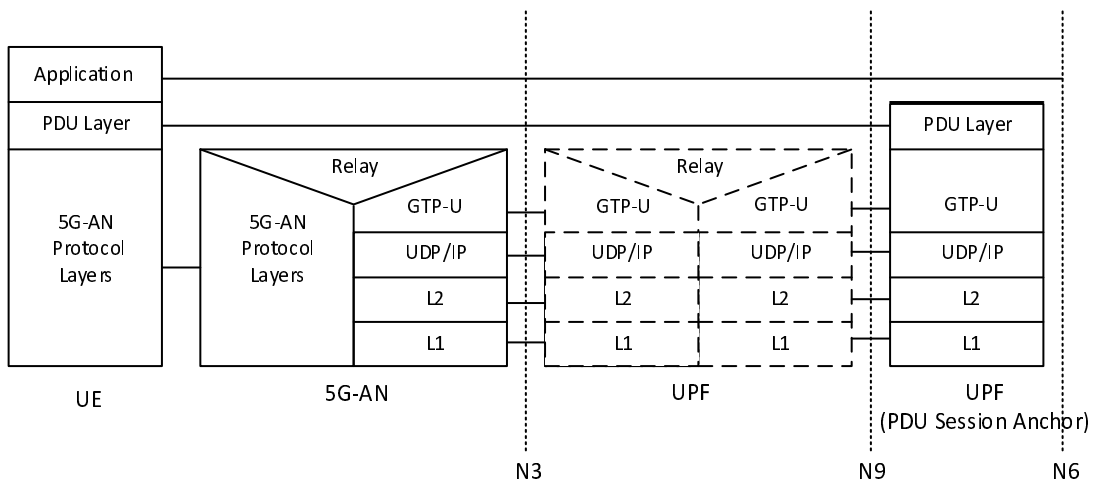 Application
PDU Layer
PDU Layer
Relay
Relay
5G-AN
Protocol
Layers
5G-AN
Protocol
Layers
GTP-U
GTP-U
GTP-U
GTP-U
UDP/IP
UDP/IP
UDP/IP
UDP/IP
L2
L2
L2
L2
L1
L1
L1
L1
UE
5G-AN
UPF
UPF
(PDU Session Anchor)
N3
N9
N6